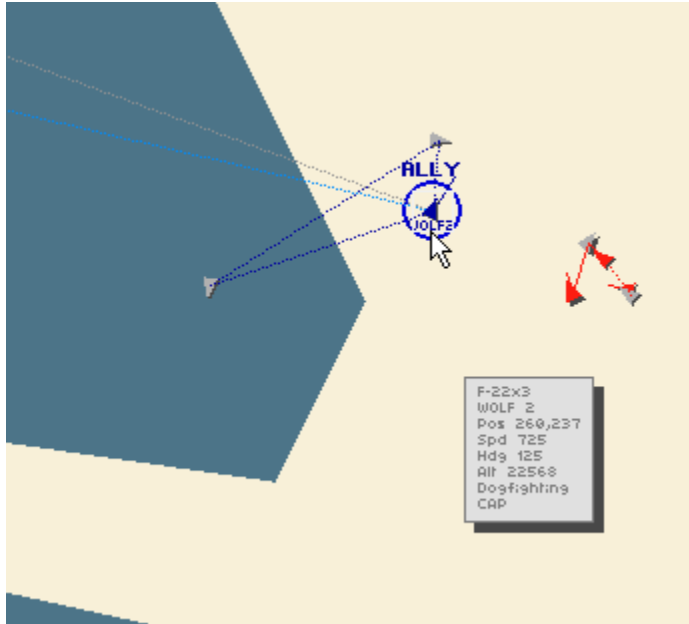 ALLY
WOLF2
F-22x3
WOLF 2
Pos 260,237
Spd 725
Hdg 125
Alt 22568
Dogfighting
CAP